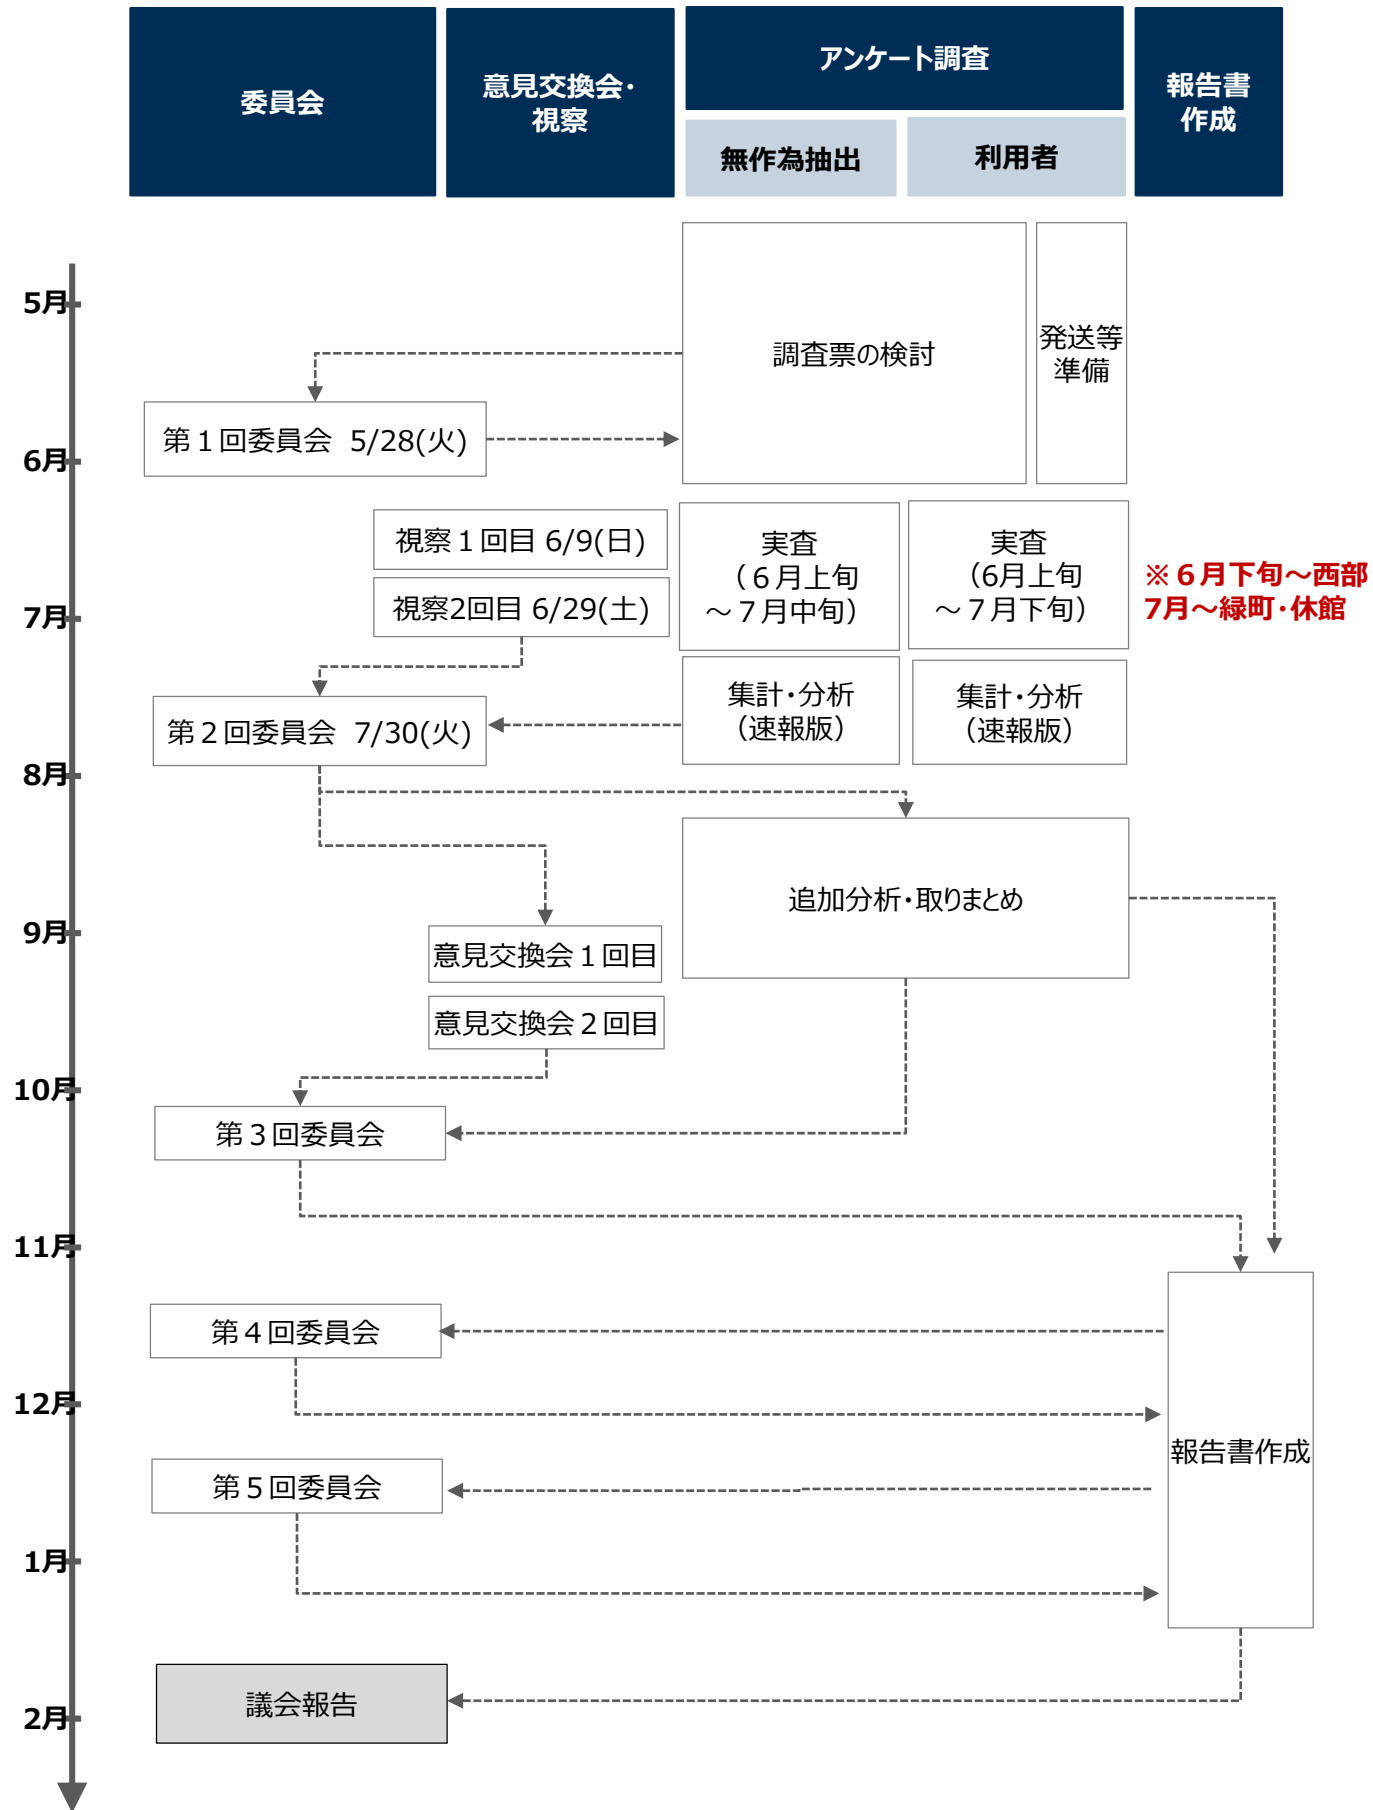 委員会
意見交換会・
視察
アンケート調査
無作為抽出
利用者
報告書
作成
5月
調査票の検討
発送等
準備
第１回委員会 5/28(火)
6月
視察１回目 6/9(日)
視察2回目 6/29(土)
実査
（６月上旬
～７月中旬）
実査
（6月上旬
～７月下旬）
※６月下旬～西部
7月～緑町・休館
7月
第２回委員会 7/30(火)
集計・分析
（速報版）
集計・分析
（速報版）
8月
追加分析・取りまとめ
9月
意見交換会１回目
意見交換会２回目
10月
第３回委員会
11月
第４回委員会
12月
報告書作成
第５回委員会
1月
議会報告
2月